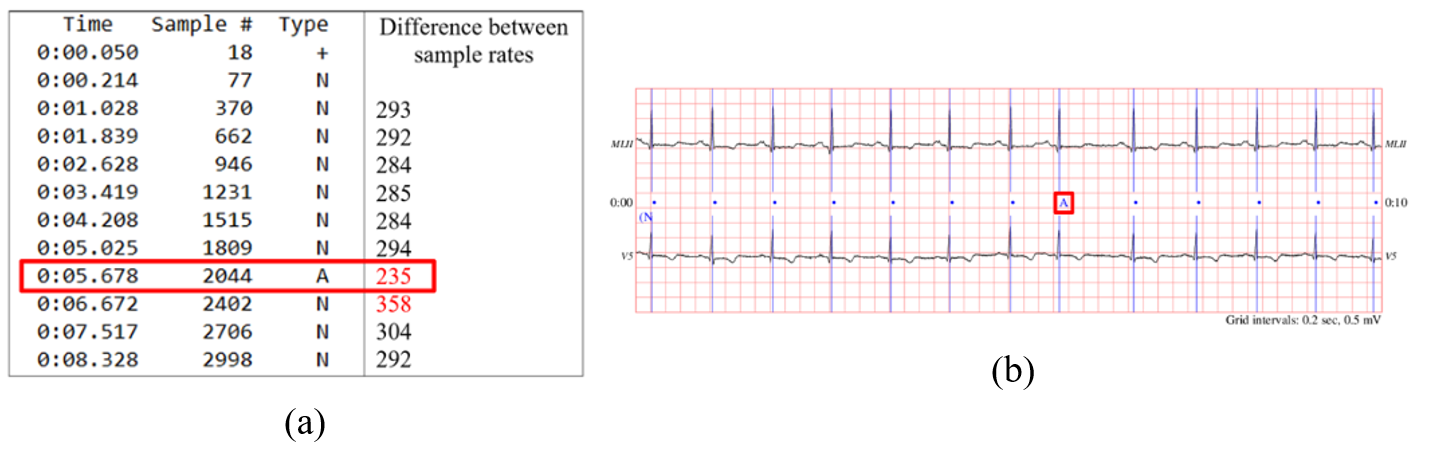 Time Sample # Type Difference between
sample rates
0:00.050 18 +
0:00.214 77 N
0:01.028 370 N 293
0:01.839 662 N 292
0:02.628 946 N 284
0:03.419 1231 N 285
0:04.208 1515 N 284
0:05.025 1809 N 294
0:05.678 2044 A 235
0:06.672 2402 N 358
0:07.517 2706 N 304
0:08.328 2998 N 292
(a)
MLII MLII
0:00 A 0:10
(N
V5 V5
Grid intervals: 0.2 sec, 0.5 mV
(b)